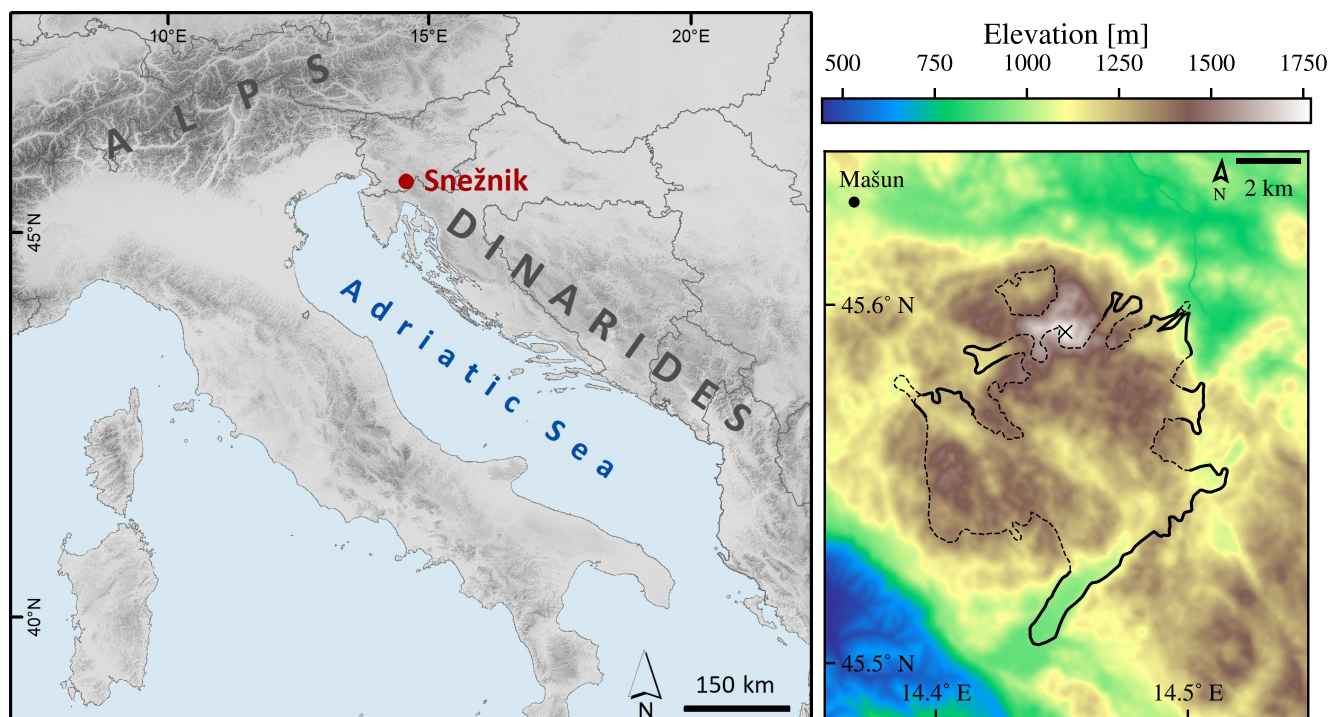 10°E
15°E
20°E
ALPS
Snežnik
45°N
DINARIDES
Adriatic Sea
40°N
N
150 km
Elevation [m]
500 750 1000 1250 1500 1750
Mašun
N
2 km
45.6° N
45.5° N
14.4° E
14.5° E